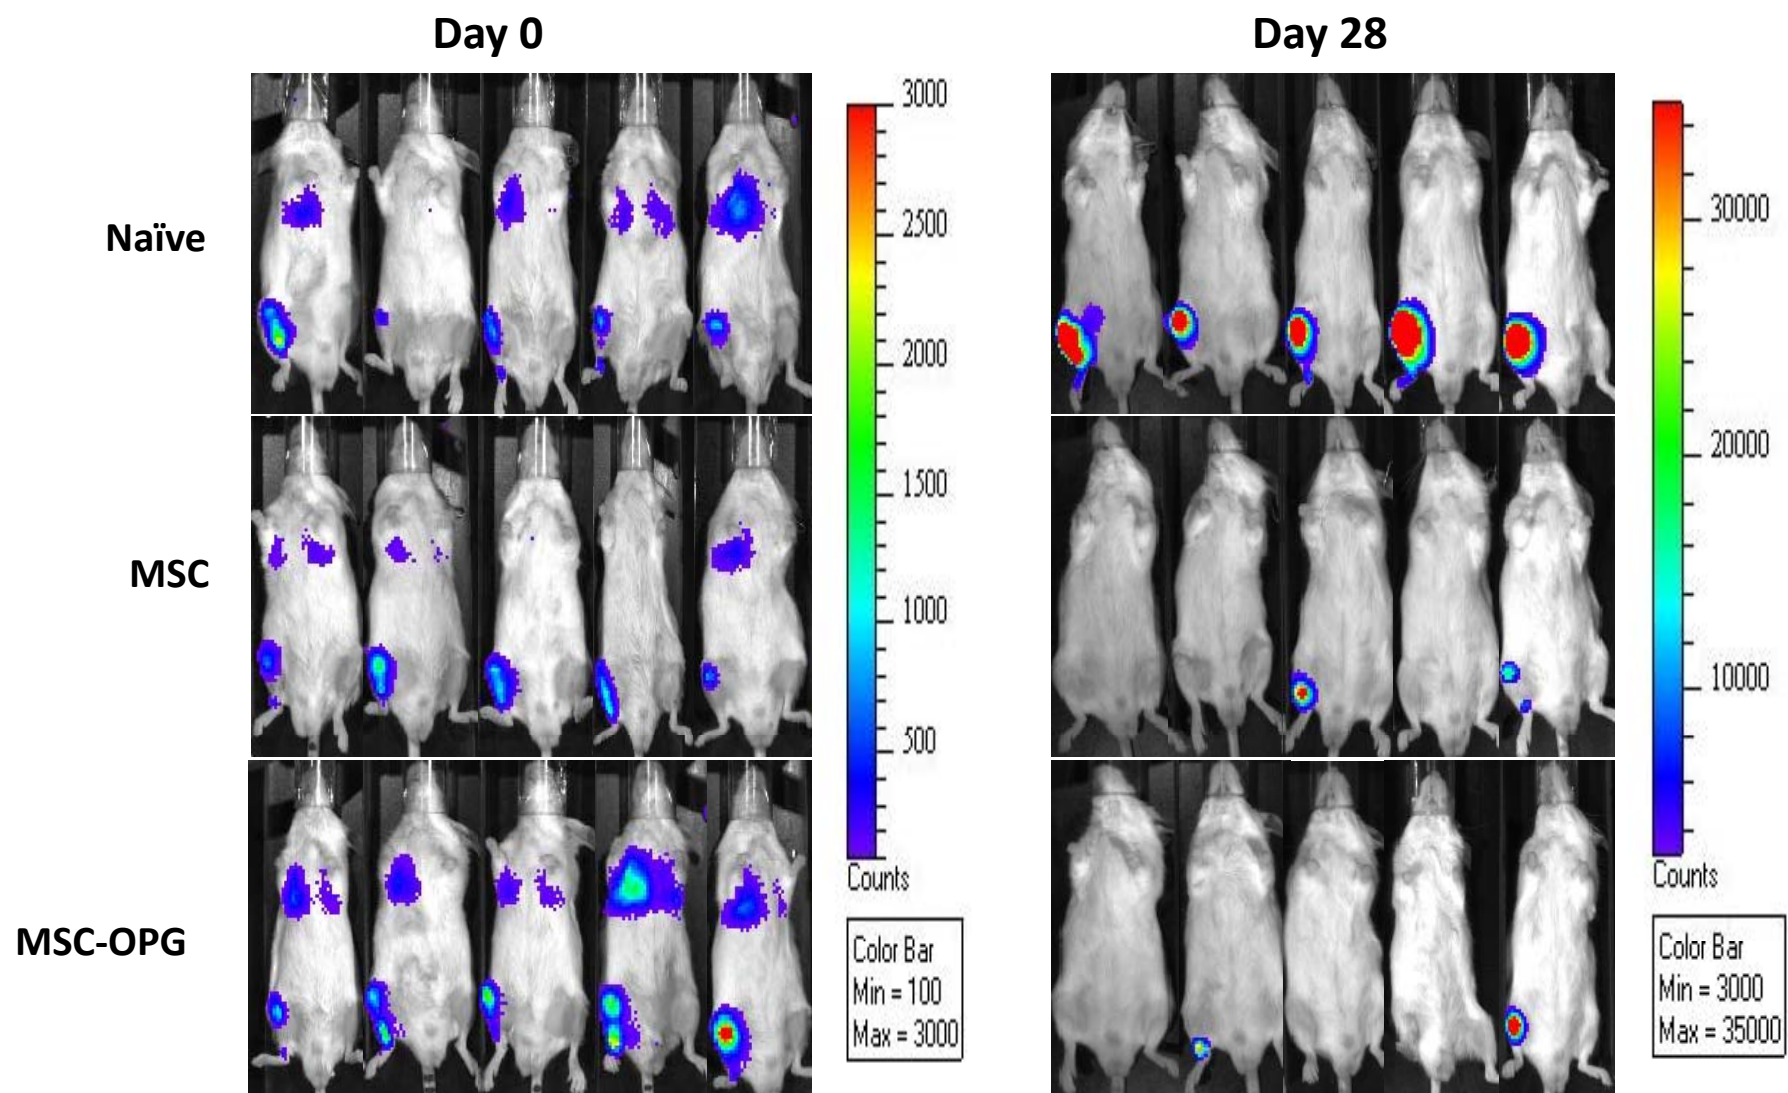 Day 0
Day 28
Naïve
MSC
MSC-OPG
3000
2500
2000
1500
1000
500
Counts
Color Bar
Min = 100
Max = 3000
30000
20000
10000
Counts
Color Bar
Min = 3000
Max = 35000